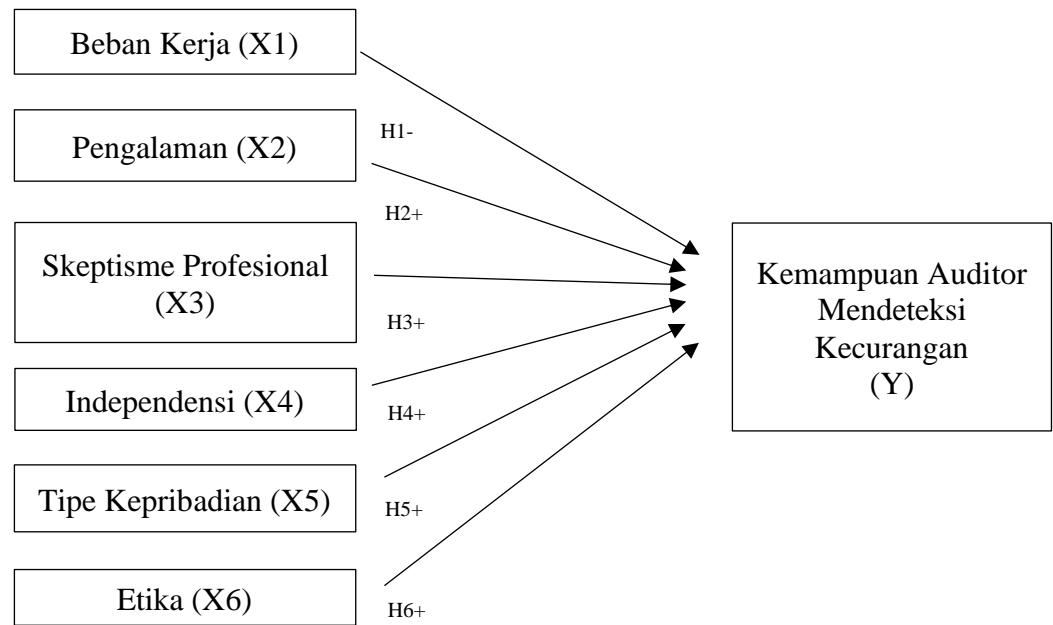 Beban Kerja (X1)
H1-
Pengalaman (X2)
H2+
Skeptisme Profesional
(X3)
H3+
Independensi (X4)
H4+
Tipe Kepribadian (X5)
H5+
Etika (X6)
H6+
Kemampuan Auditor
Mendeteksi
Kecurangan
(Y)